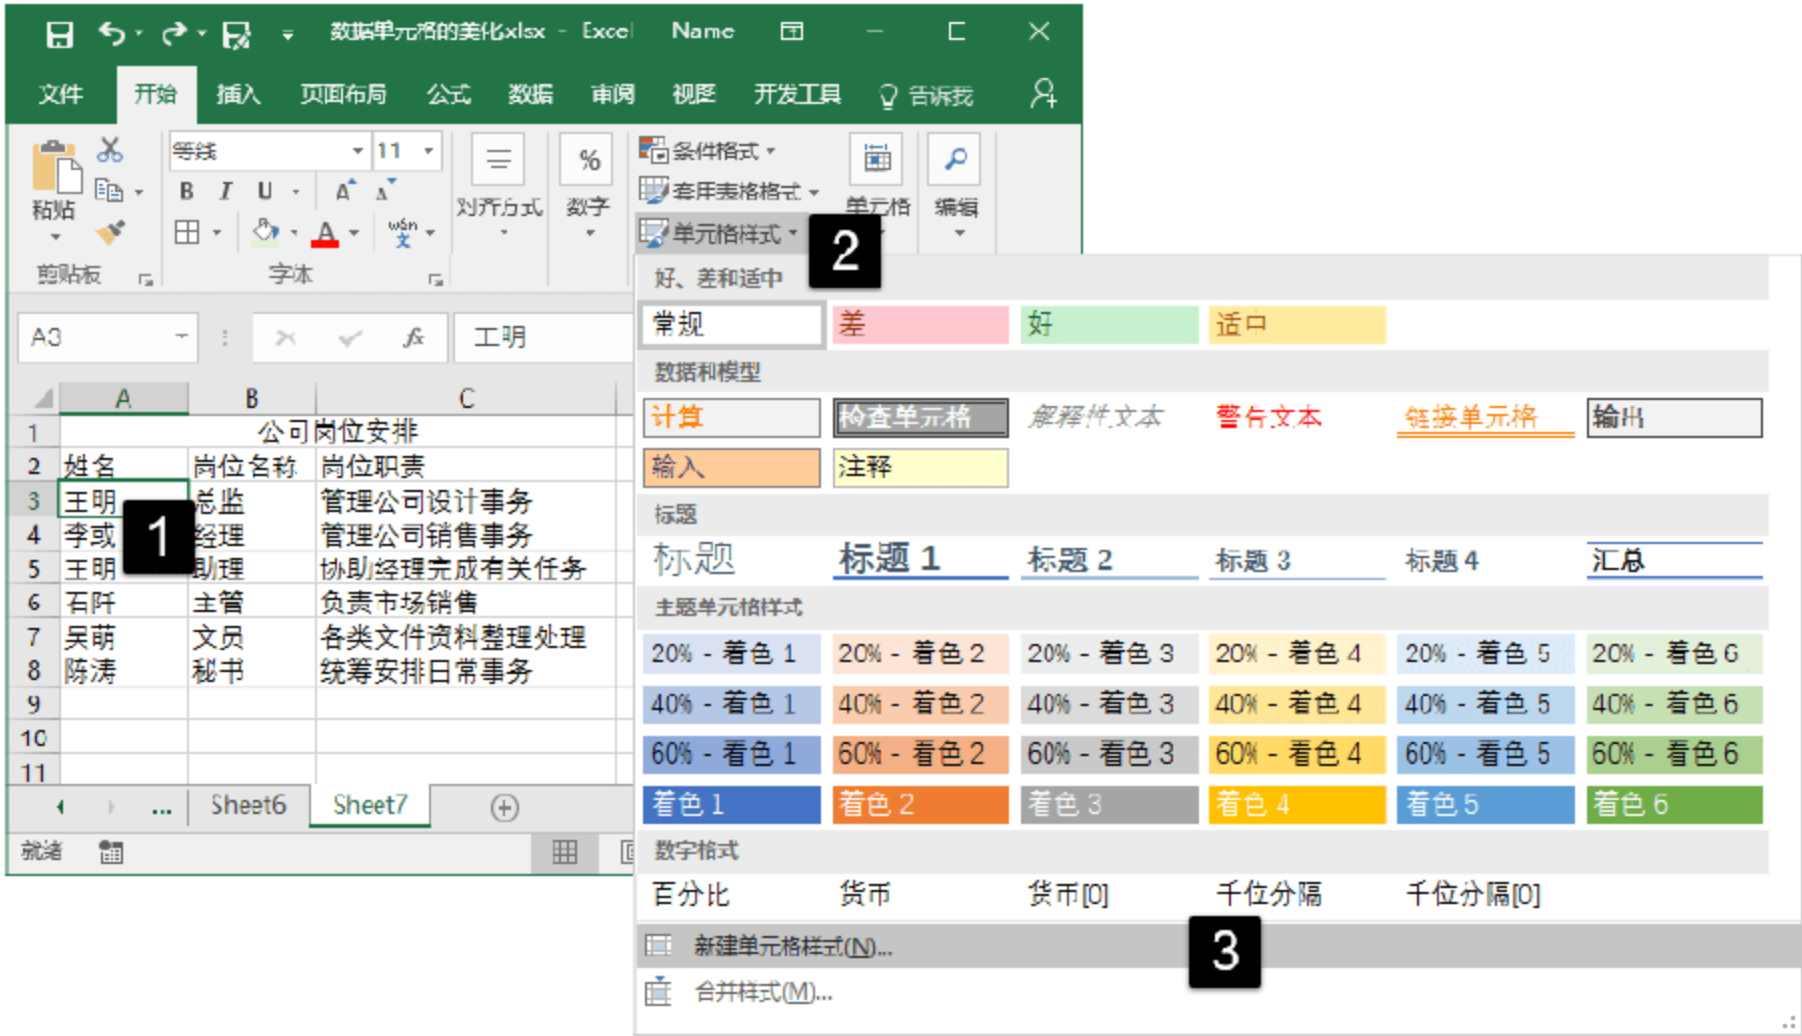 数据单元格的美化xlsx - Excel Name
文件 开始 插入 页面布局 公式 数据 审阅 视图 开发工具 告诉我
等线 11
条件格式
B I U A A
% 套用表格格式
粘贴 对齐方式 数字 单元格 编辑
A wén 文 单元格样式
2
剪贴板 字体
好、差和适中
常规 差 好 适中
A3 fx 王明
数据和模型
计算 检查单元格 解释性文本 警告文本 链接单元格 输出
输入 注释
标题
标题 标题 1 标题 2 标题 3 标题 4 汇总
主题单元格样式
20% - 着色 1 20% - 着色 2 20% - 着色 3 20% - 着色 4 20% - 着色 5 20% - 着色 6
40% - 着色 1 40% - 着色 2 40% - 着色 3 40% - 着色 4 40% - 着色 5 40% - 着色 6
60% - 着色 1 60% - 着色 2 60% - 着色 3 60% - 着色 4 60% - 着色 5 60% - 着色 6
着色 1 着色 2 着色 3 着色 4 着色 5 着色 6
数字格式
百分比 货币 货币[0] 千位分隔 千位分隔[0]
新建单元格样式(N)...
3
合并样式(M)...
A B C
1 公司岗位安排
2 姓名 岗位名称 岗位职责
3 王明 总监 管理公司设计事务
1
4 李或 经理 管理公司销售事务
5 王明 助理 协助经理完成有关任务
6 石阡 主管 负责市场销售
7 吴萌 文员 各类文件资料整理处理
8 陈涛 秘书 统筹安排日常事务
9
10
11
... Sheet6 Sheet7
就绪